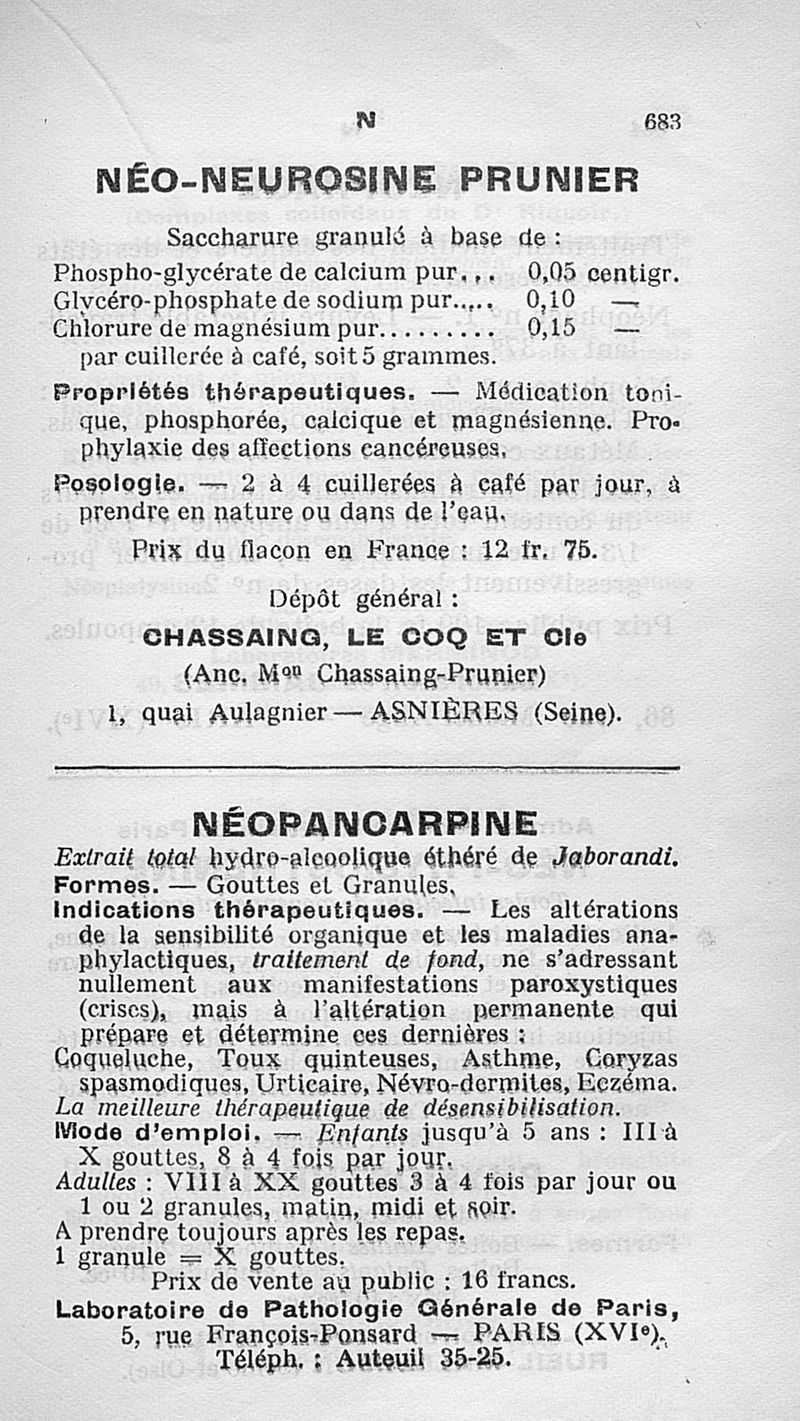 N 683
NÉO-NEUROSINE PRUNIER
Saccharure granulé à base de :
Phospho-glycérate de calcium pur... 0,05 centigr.
Glycéro-phosphate de sodium pur..... 0,10 —
Chlorure de magnésium pur......... 0,15 —
par cuillerée à café, soit 5 grammes.
Propriétés thérapeutiques. — Médication toni-
que, phosphorée, calcique et magnésienne. Pro-
phylaxie des affections cancéreuses.
Posologie. — 2 à 4 cuillerées à café par jour, à
prendre en nature ou dans de l'eau.
Prix du flacon en France : 12 fr. 75.
Dépôt général :
CHASSAING, LE COQ ET Cie
(Anc. Mon Chassaing-Prunier)
1, quai Aulagnier — ASNIÈRES (Seine).
NÉOPANCARPINE
Extrait total hydro-alcoolique éthéré de Jaborandi.
Formes. — Gouttes et Granules.
Indications thérapeutiques. — Les altérations
de la sensibilité organique et les maladies ana-
phylactiques, traitement de fond, ne s'adressant
nullement aux manifestations paroxystiques
(crises), mais à l'altération permanente qui
prépare et détermine ces dernières :
Coqueluche, Toux quinteuses, Asthme, Coryzas
spasmodiques, Urticaire, Névro-dermites, Eczéma.
La meilleure thérapeutique de désensibilisation.
Mode d'emploi. — Enfants jusqu'à 5 ans : III à
X gouttes, 3 à 4 fois par jour.
Adultes : VIII à XX gouttes 3 à 4 fois par jour ou
1 ou 2 granules, matin, midi et soir.
A prendre toujours après les repas.
1 granule = X gouttes.
Prix de vente au public : 16 francs.
Laboratoire de Pathologie Générale de Paris,
5, rue François-Ponsard — PARIS (XVIe).
Téléph. : Auteuil 35-25.